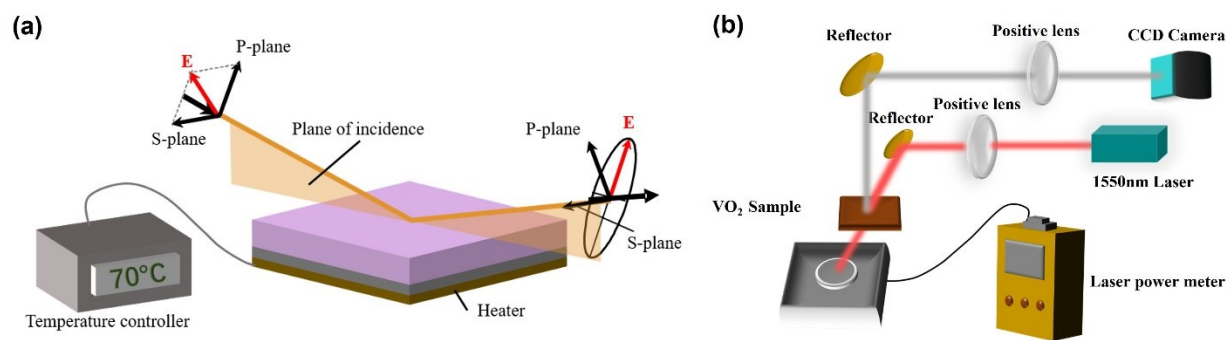 (a)
E
P-plane
S-plane
Plane of incidence
P-plane
E
S-plane
70°C
Temperature controller
Heater
(b)
Reflector
Positive lens
CCD Camera
Reflector
Positive lens
1550nm Laser
VO₂ Sample
Laser power meter